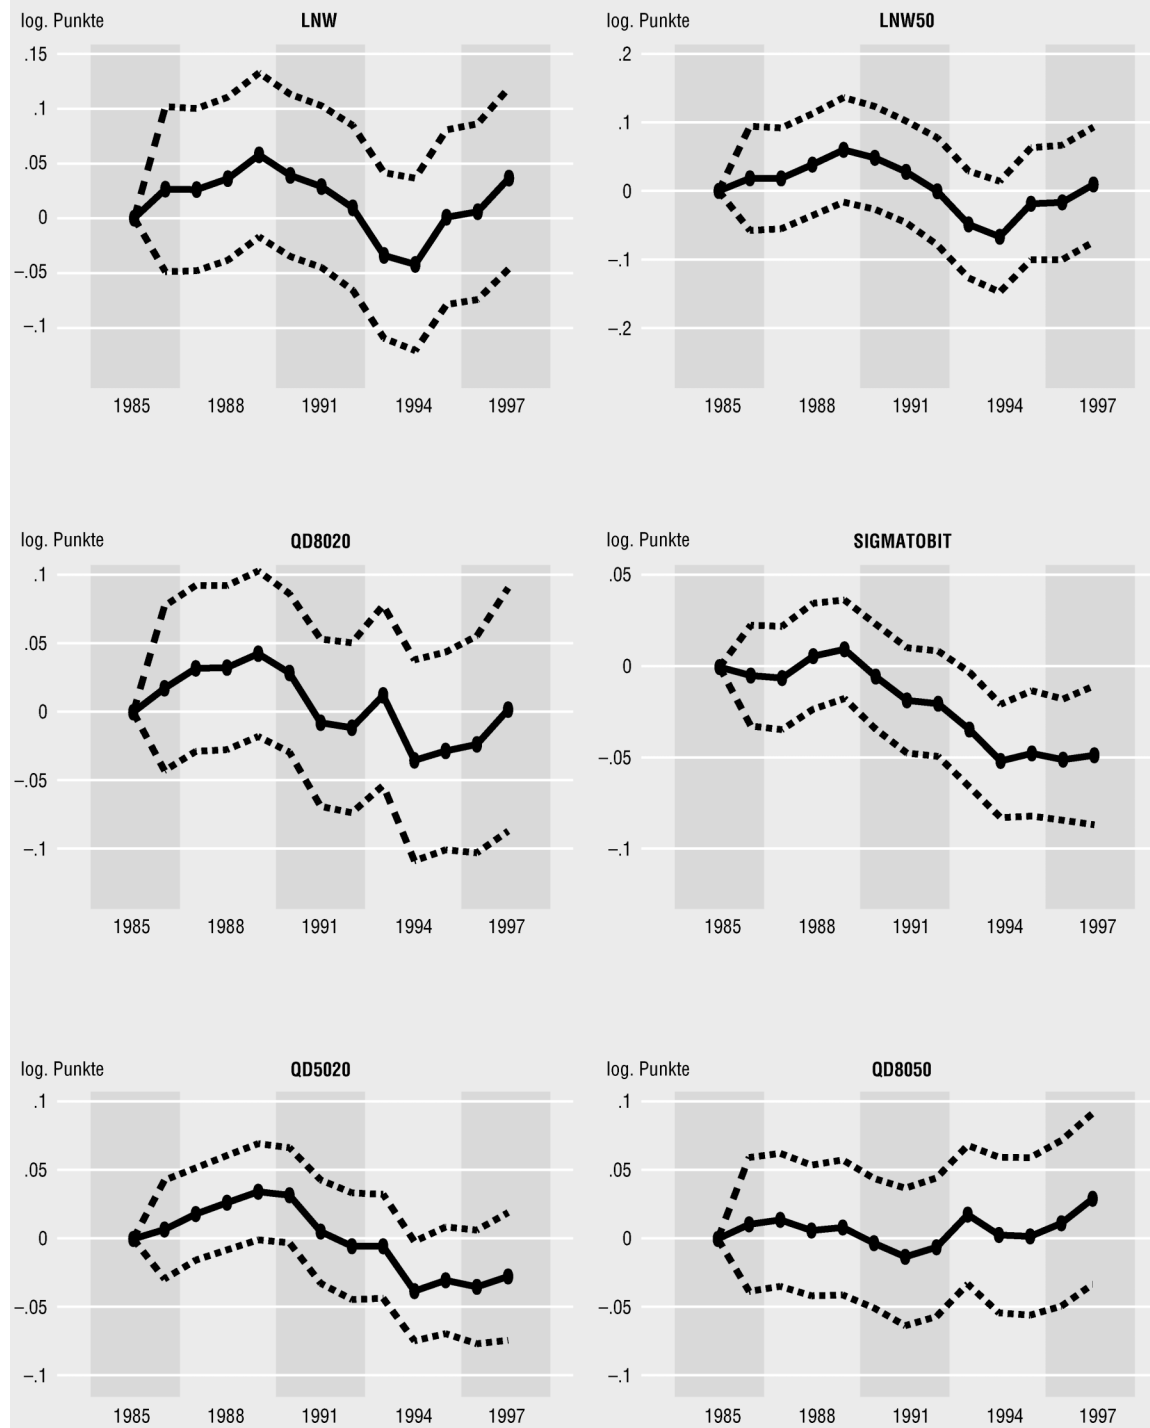 log. Punkte LNW
.15
.1
.05
0
–.05
–.1
1985 1988 1991 1994 1997
log. Punkte LNW50
.2
.1
0
–.1
–.2
1985 1988 1991 1994 1997
log. Punkte QD8020
.1
.05
0
–.05
–.1
1985 1988 1991 1994 1997
log. Punkte SIGMATOBIT
.05
0
–.05
–.1
1985 1988 1991 1994 1997
log. Punkte QD5020
.1
.05
0
–.05
–.1
1985 1988 1991 1994 1997
log. Punkte QD8050
.1
.05
0
–.05
–.1
1985 1988 1991 1994 1997